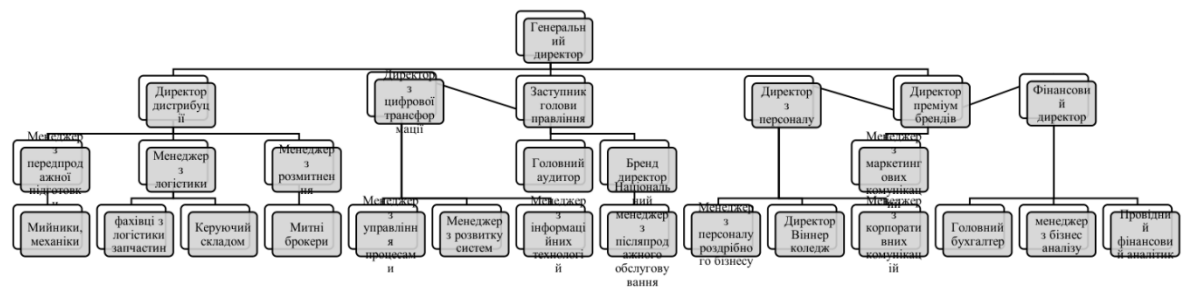 Генеральн
ий
директор
Директор
дистрибуц
ії
Директор
з
цифрової
трансфор
мації
Заступник
голови
правління
Директор
з
персоналу
Директор
преміум
брендів
Фінансови
й
директор
Менеджер
з
передпрод
ажної
підготовк
и
Менеджер
з
логістики
Менеджер
з
розмитнен
ня
Головний
аудитор
Бренд
директор
Менеджер
з
маркетинг
ових
комунікац
ій
Мийники,
механіки
фахівці з
логістики
запчастин
Керуючий
складом
Митні
брокери
Менеджер
з
управлінн
я
процесам
и
Менеджер
з розвитку
систем
Менеджер
з
інформаці
йних
технологі
й
Національ
ний
менеджер
з
післяпрод
ажного
обслугову
вання
Менеджер
з
персоналу
роздрібно
го бізнесу
Директор
Віннер
коледж
Менеджер
з
корпорати
вних
комунікац
ій
Головний
бухгалтер
менеджер
з бізнес
аналізу
Провідни
й
фінансови
й аналітик